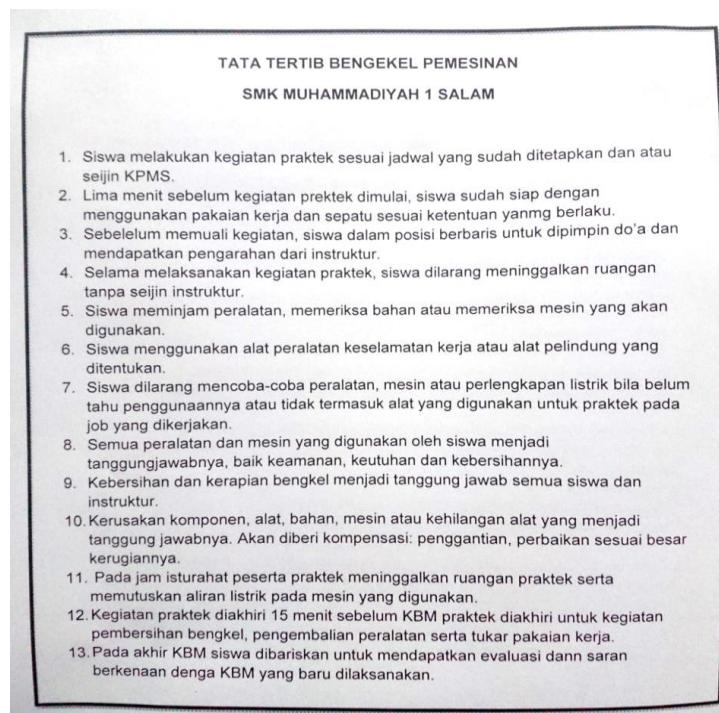 TATA TERTIB BENGEKEL PEMESINAN
SMK MUHAMMADIYAH 1 SALAM
1. Siswa melakukan kegiatan praktek sesuai jadwal yang sudah ditetapkan dan atau
seijin KPMS.
2. Lima menit sebelum kegiatan prektek dimulai, siswa sudah siap dengan
menggunakan pakaian kerja dan sepatu sesuai ketentuan yanmg berlaku.
3. Sebelelum memuali kegiatan, siswa dalam posisi berbaris untuk dipimpin do'a dan
mendapatkan pengarahan dari instruktur.
4. Selama melaksanakan kegiatan praktek, siswa dilarang meninggalkan ruangan
tanpa seijin instruktur.
5. Siswa meminjam peralatan, memeriksa bahan atau memeriksa mesin yang akan
digunakan.
6. Siswa menggunakan alat peralatan keselamatan kerja atau alat pelindung yang
ditentukan.
7. Siswa dilarang mencoba-coba peralatan, mesin atau perlengkapan listrik bila belum
tahu penggunaannya atau tidak termasuk alat yang digunakan untuk praktek pada
job yang dikerjakan.
8. Semua peralatan dan mesin yang digunakan oleh siswa menjadi
tanggungjawabnya, baik keamanan, keutuhan dan kebersihannya.
9. Kebersihan dan kerapian bengkel menjadi tanggung jawab semua siswa dan
instruktur.
10. Kerusakan komponen, alat, bahan, mesin atau kehilangan alat yang menjadi
tanggung jawabnya. Akan diberi kompensasi: penggantian, perbaikan sesuai besar
kerugiannya.
11. Pada jam isturahat peserta praktek meninggalkan ruangan praktek serta
memutuskan aliran listrik pada mesin yang digunakan.
12. Kegiatan praktek diakhiri 15 menit sebelum KBM praktek diakhiri untuk kegiatan
pembersihan bengkel, pengembalian peralatan serta tukar pakaian kerja.
13. Pada akhir KBM siswa dibariskan untuk mendapatkan evaluasi dann saran
berkenaan denga KBM yang baru dilaksanakan.